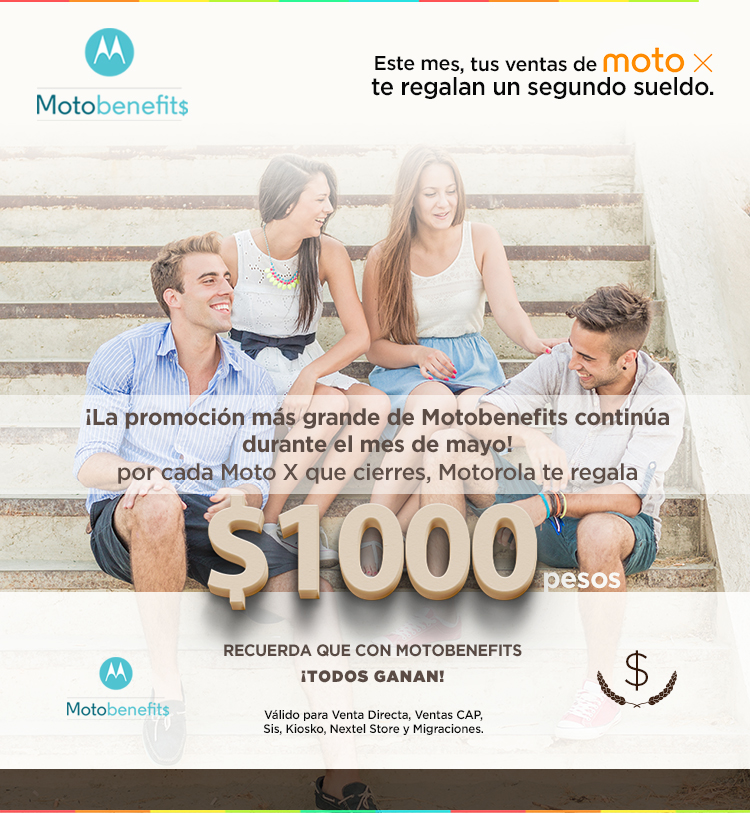 Motobenefit$
Este mes, tus ventas de moto x
te regalan un segundo sueldo.
¡La promoción más grande de Motobenefits continúa
durante el mes de mayo!
por cada Moto X que cierres, Motorola te regala
$1000
pesos
RECUERDA QUE CON MOTOBENEFITS
¡TODOS GANAN!
$
Motobenefit$
Válido para Venta Directa, Ventas CAP,
Sis, Kiosko, Nextel Store y Migraciones.